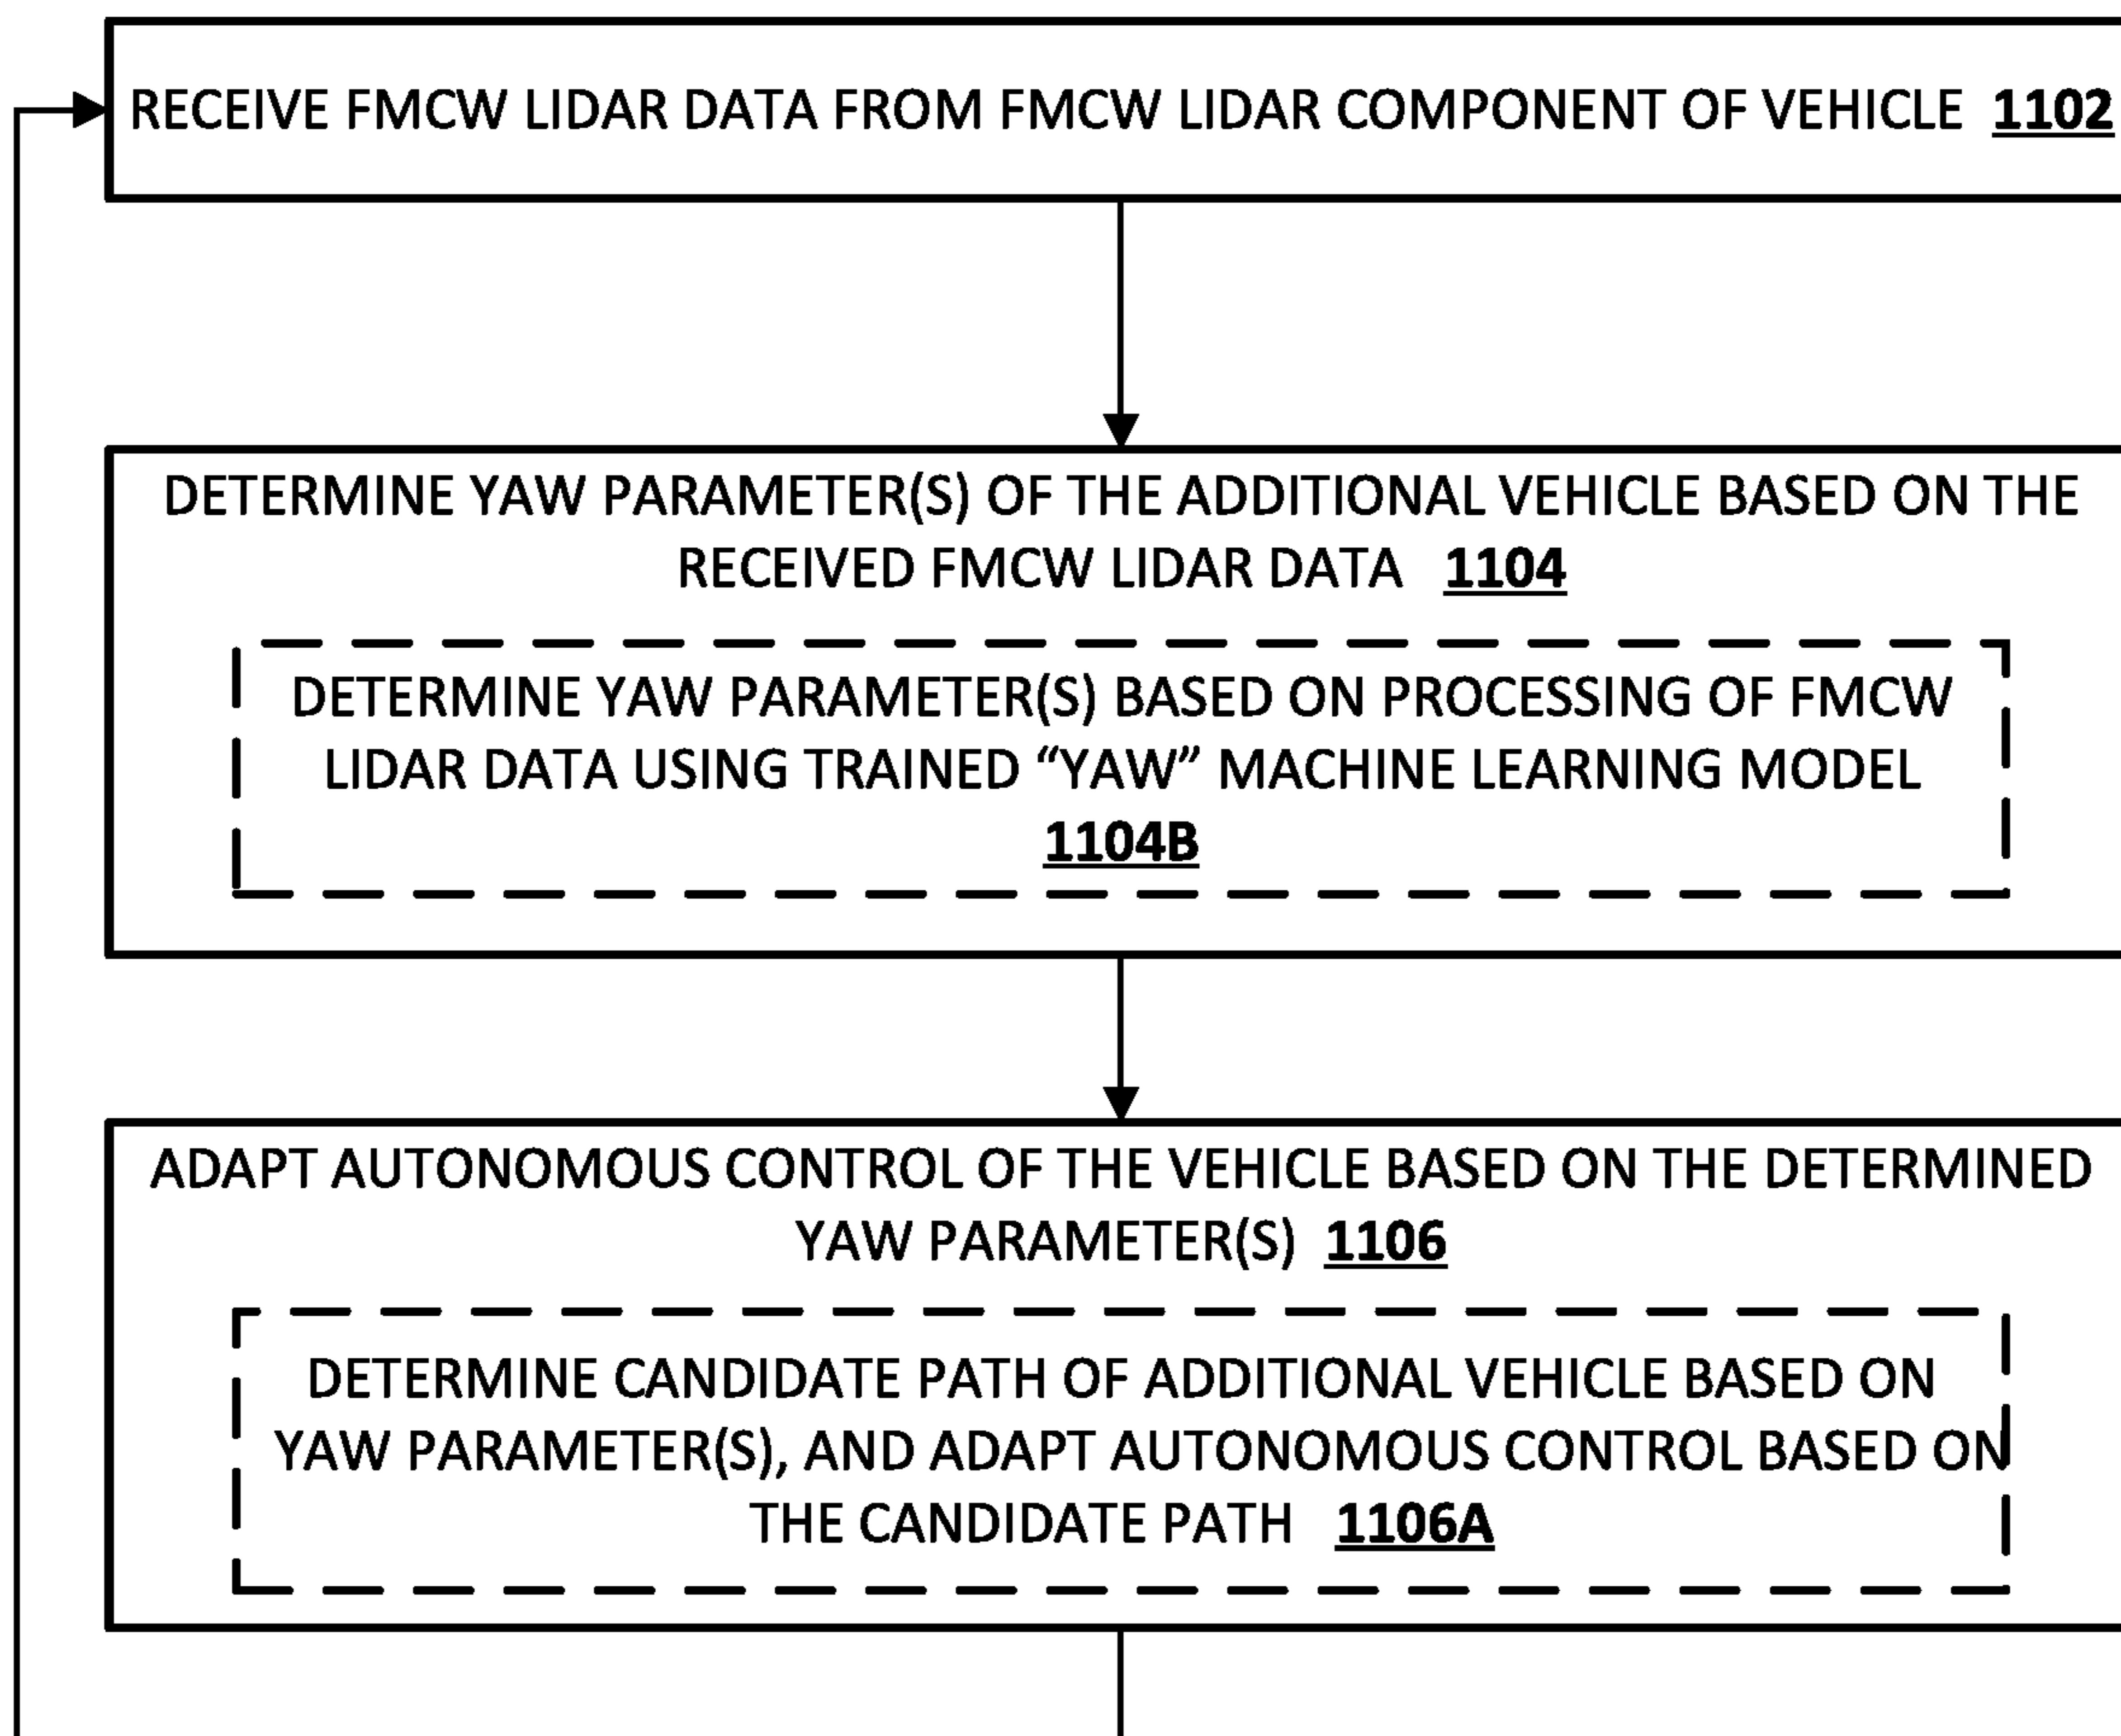 RECEIVE FMCW LIDAR DATA FROM FMCW LIDAR COMPONENT OF VEHICLE 1102
DETERMINE YAW PARAMETER(S) OF THE ADDITIONAL VEHICLE BASED ON THE
RECEIVED FMCW LIDAR DATA 1104
DETERMINE YAW PARAMETER(S) BASED ON PROCESSING OF FMCW
LIDAR DATA USING TRAINED “YAW” MACHINE LEARNING MODEL
1104B
ADAPT AUTONOMOUS CONTROL OF THE VEHICLE BASED ON THE DETERMINED
YAW PARAMETER(S) 1106
DETERMINE CANDIDATE PATH OF ADDITIONAL VEHICLE BASED ON
YAW PARAMETER(S), AND ADAPT AUTONOMOUS CONTROL BASED ON
THE CANDIDATE PATH 1106A